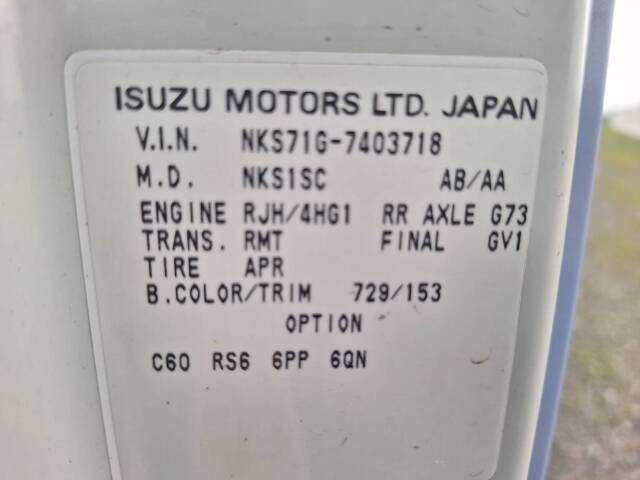 ISUZU MOTORS LTD. JAPAN
V.I.N. NKS71G-7403718
M.D. NKS1SC AB/AA
ENGINE RJH/4HG1 RR AXLE G73
TRANS. RMT FINAL GV1
TIRE APR
B.COLOR/TRIM 729/153
OPTION
C60 RS6 6PP 6QN